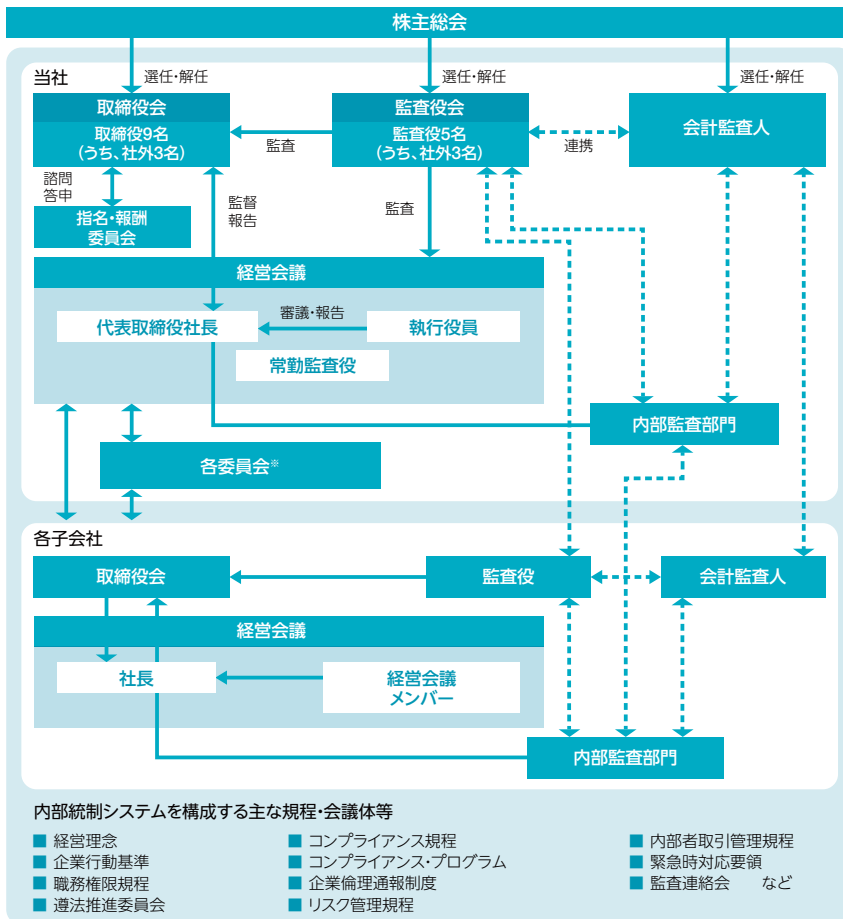 株主総会
当社
選任・解任
選任・解任
選任・解任
取締役会
取締役9名
(うち、社外3名)
監査
監査役会
監査役5名
(うち、社外3名)
連携
会計監査人
諮問
答申
監督
報告
監査
指名・報酬
委員会
経営会議
代表取締役社長
審議・報告
執行役員
常勤監査役
内部監査部門
各委員会※
各子会社
取締役会
監査役
会計監査人
経営会議
社長
経営会議
メンバー
内部監査部門
内部統制システムを構成する主な規程・会議体等
■ 経営理念
■ 企業行動基準
■ 職務権限規程
■ 遵法推進委員会
■ コンプライアンス規程
■ コンプライアンス・プログラム
■ 企業倫理通報制度
■ リスク管理規程
■ 内部者取引管理規程
■ 緊急時対応要領
■ 監査連絡会 など